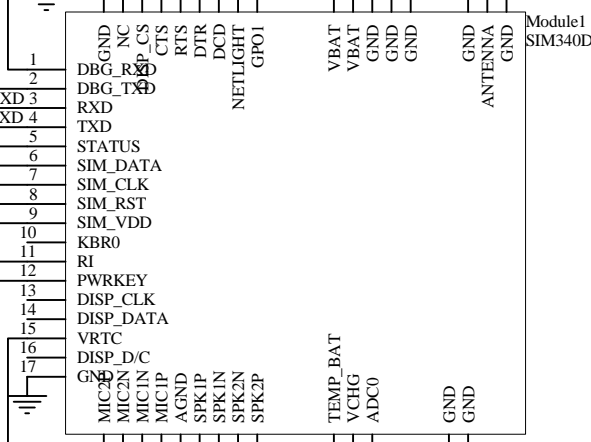 Module1
SIM340D
GND
NC
DISP_CS
CTS
RTS
DTR
DCD
NETLIGHT
GPO1
VBAT
VBAT
GND
GND
GND
GND
ANTENNA
GND
1 DBG_RXD
2 DBG_TXD
XD 3 RXD
XD 4 TXD
5 STATUS
6 SIM_DATA
7 SIM_CLK
8 SIM_RST
9 SIM_VDD
10 KBR0
11 RI
12 PWRKEY
13 DISP_CLK
14 DISP_DATA
15 VRTC
16 DISP_D/C
17 GND
MIC2P
MIC2N
MIC1N
MIC1P
AGND
SPK1P
SPK1N
SPK2N
SPK2P
TEMP_BAT
VCHG
ADC0
GND
GND